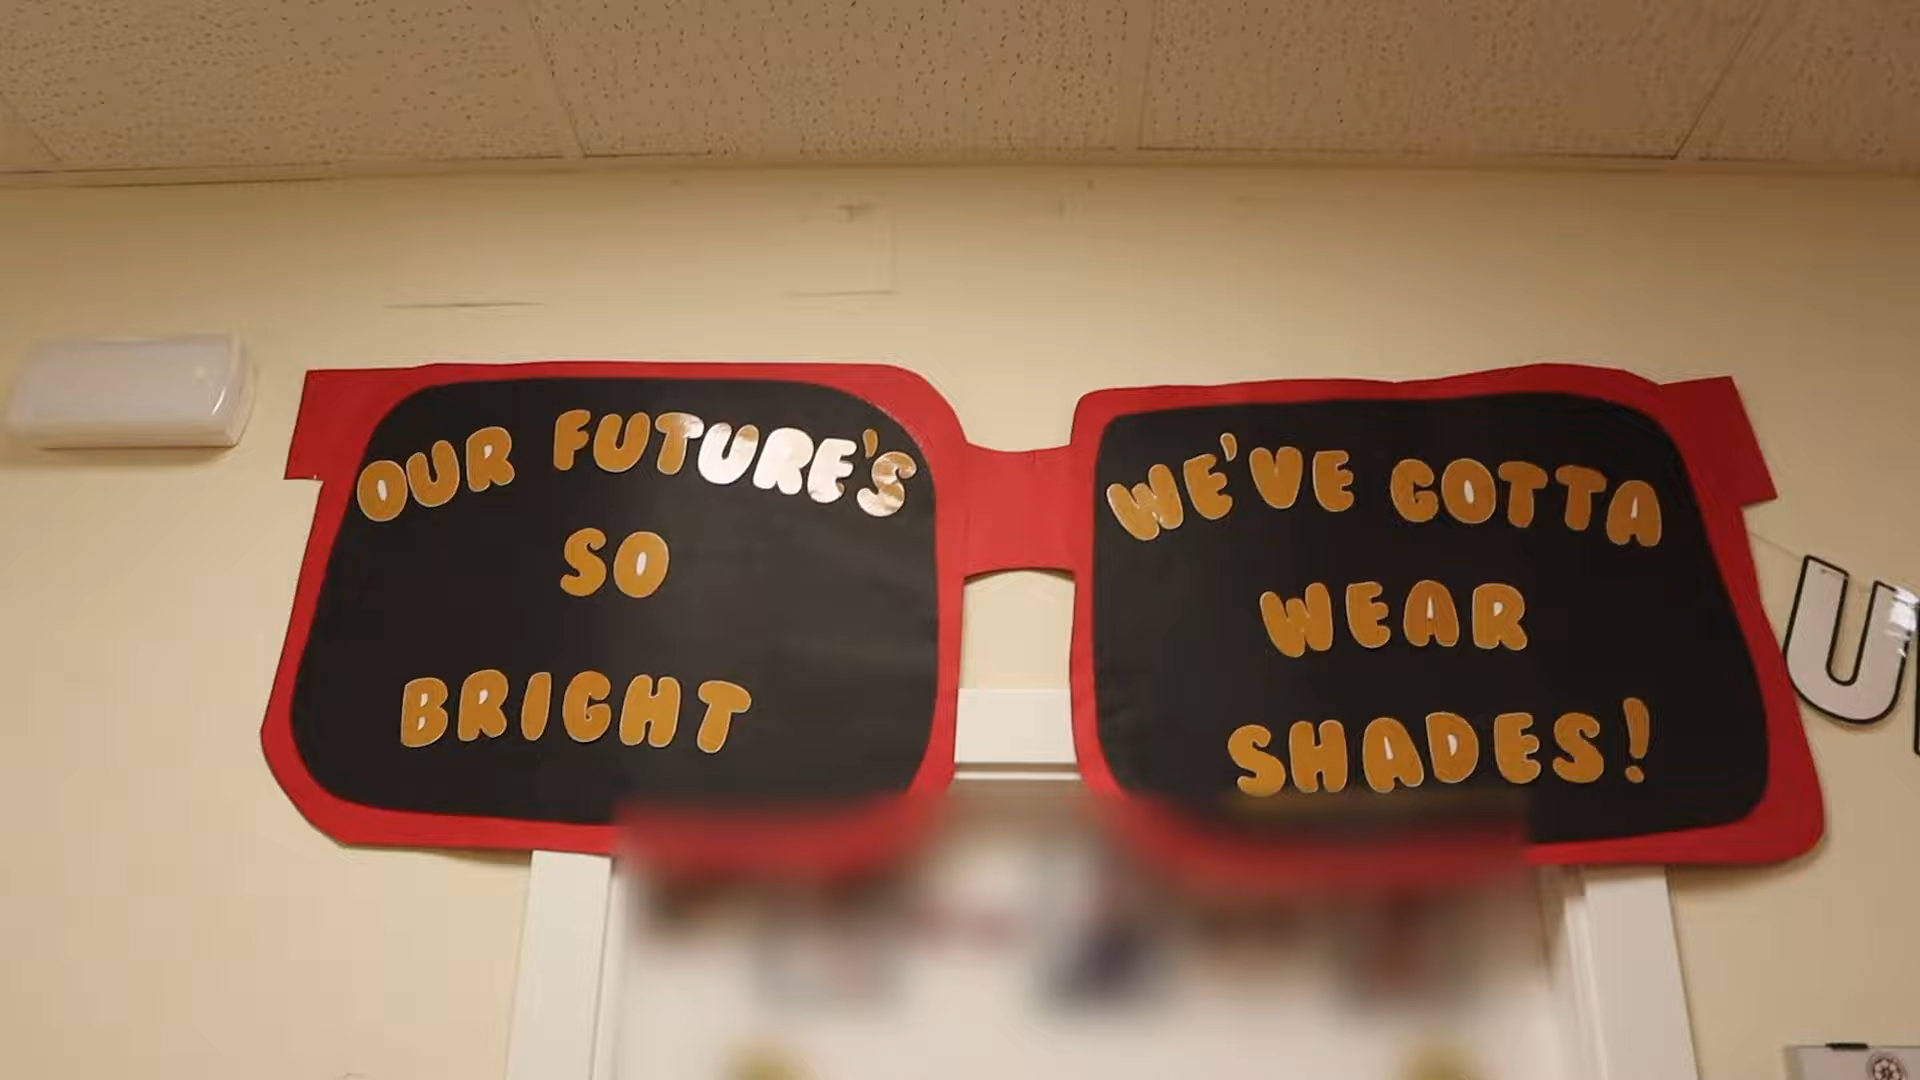 OUR FUTURE'S
SO
BRIGHT
WE'VE GOTTA
WEAR
SHADES!
U